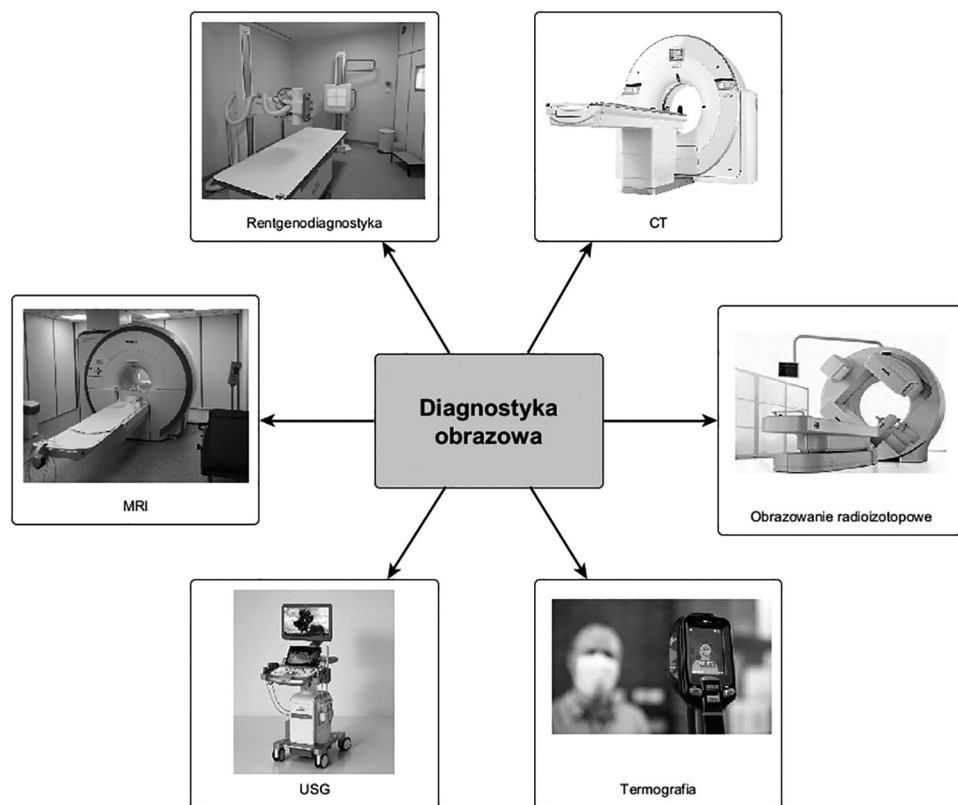 Rentgenodiagnostyka
CT
MRI
Diagnostyka
obrazowa
Obrazowanie radioizotopowe
USG
Termografia